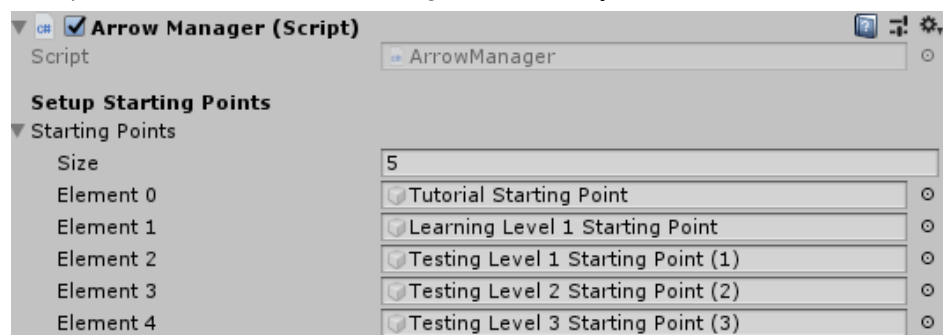 Arrow Manager (Script)
Script ArrowManager
Setup Starting Points
Starting Points
Size 5
Element 0 Tutorial Starting Point
Element 1 Learning Level 1 Starting Point
Element 2 Testing Level 1 Starting Point (1)
Element 3 Testing Level 2 Starting Point (2)
Element 4 Testing Level 3 Starting Point (3)